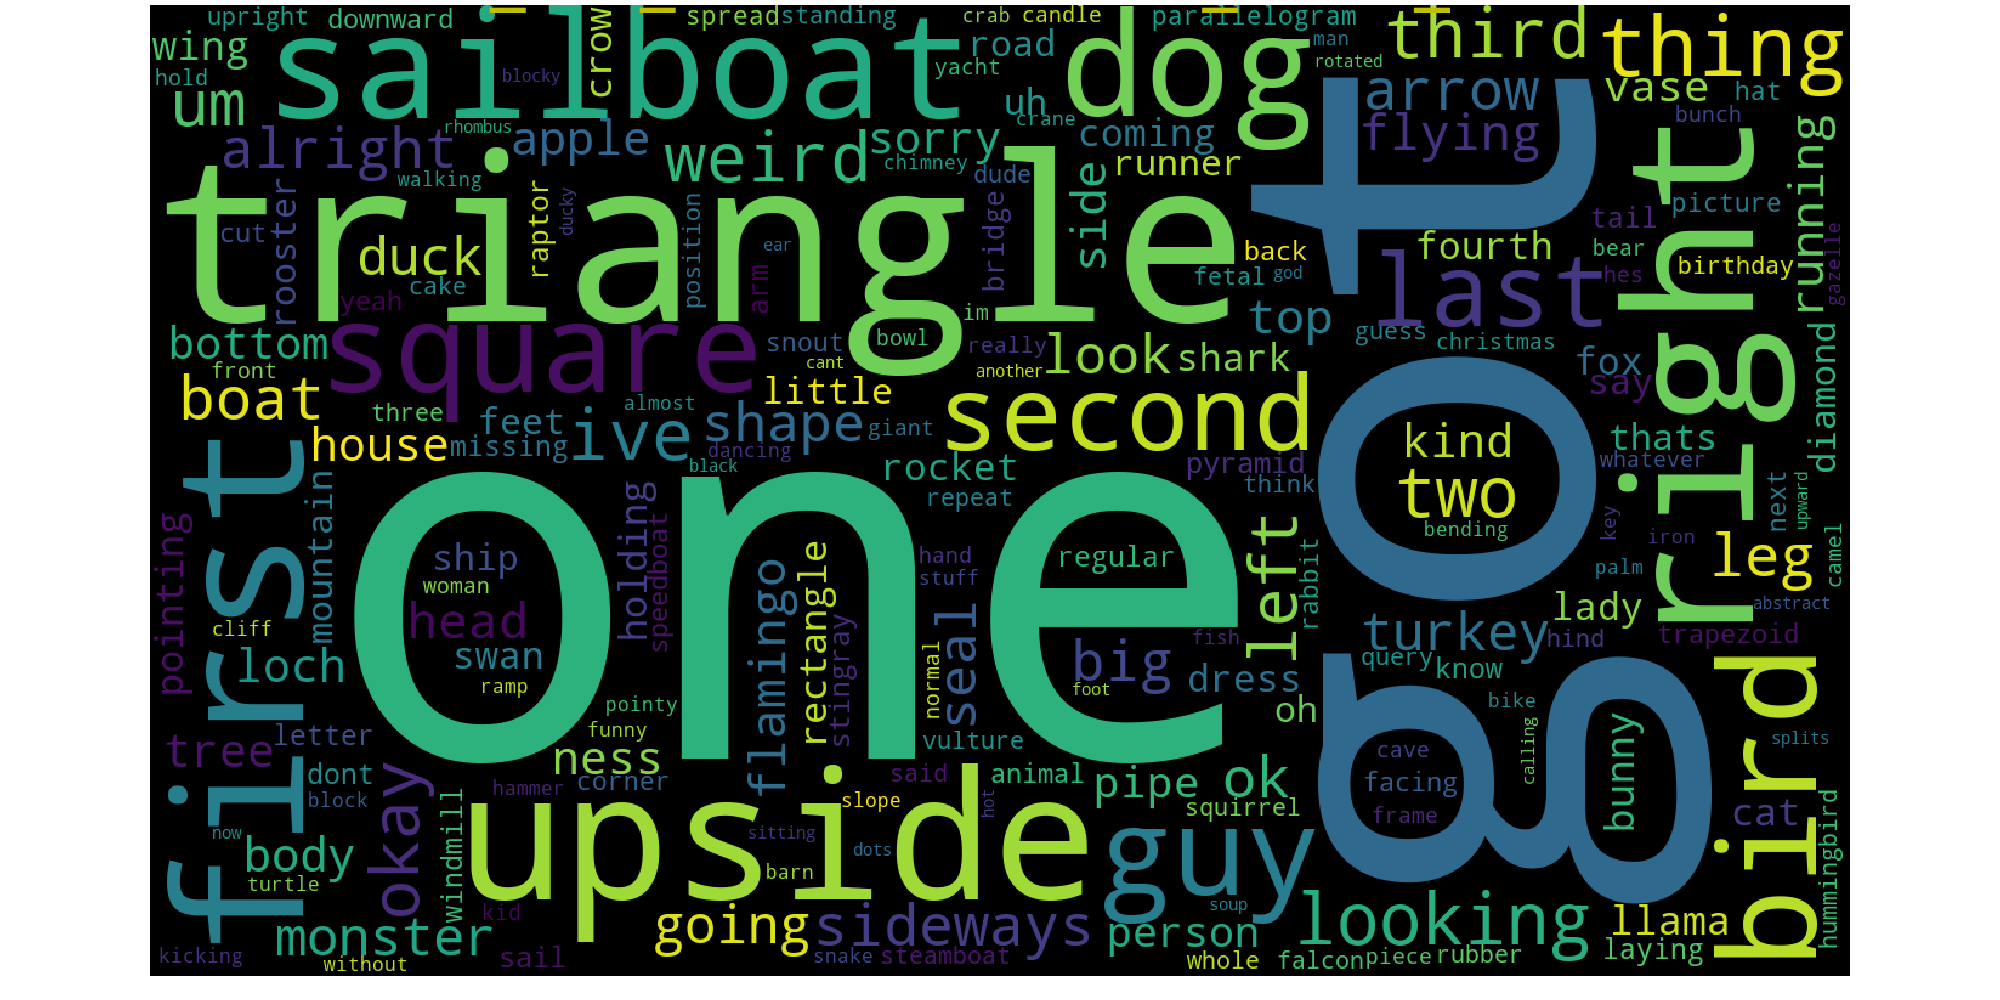 upright
downward
spread
standing
crab
candle
parallelogram
wing
sailboat
crow
dog
road
man
third
thing
hold
blocky
yacht
rotated
um
uh
arrow
vase
hat
rhombus
apple
crane
coming
flying
bunch
alright
weird
sorry
chimney
runner
walking
dude
side
rooster
raptor
ducky
triangle
position
got
right
running
tail
picture
cut
duck
ear
bridge
back
fourth
bear
birthday
cake
arm
fetal
god
last
hes
gazelle
yeah
square
im
top
guess
christmas
bottom
snout
bowl
really
look
shark
fox
front
cant
another
say
diamond
boat
little
three
feet
almost
shape
giant
second
kind
thats
house
missing
ive
dancing
black
rocket
pyramid
two
whatever
first
mountain
holding
one
repeat
think
bending
key
next
upward
pointing
ship
speedboat
rectangle
flamingo
hand
stuff
regular
left
rabbit
iron
leg
camel
woman
palm
abstract
cliff
head
seal
fish
lady
turkey
hind
trapezoid
loch
swan
stingray
normal
big
foot
dress
query
know
ramp
pointy
oh
bike
bird
tree
letter
funny
vulture
cave
calling
bunny
splits
ness
dont
okay
corner
said
animal
pipe
ok
facing
block
hammer
slope
hot
squirrel
frame
cat
hummingbird
now
windmill
upside
sitting
guy
body
dots
barn
turtle
kid
going
sideways
soup
looking
llama
monster
person
kicking
without
sail
snake
steamboat
whole
falcon
piece
rubber
laying